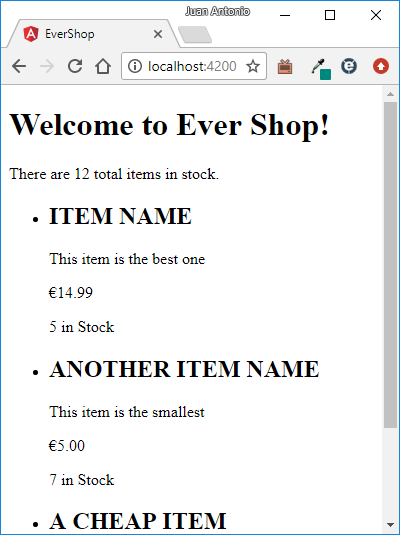 Juan Antonio
EverShop
localhost:4200
Welcome to Ever Shop!
There are 12 total items in stock.
ITEM NAME
This item is the best one
€14.99
5 in Stock
ANOTHER ITEM NAME
This item is the smallest
€5.00
7 in Stock
A CHEAP ITEM